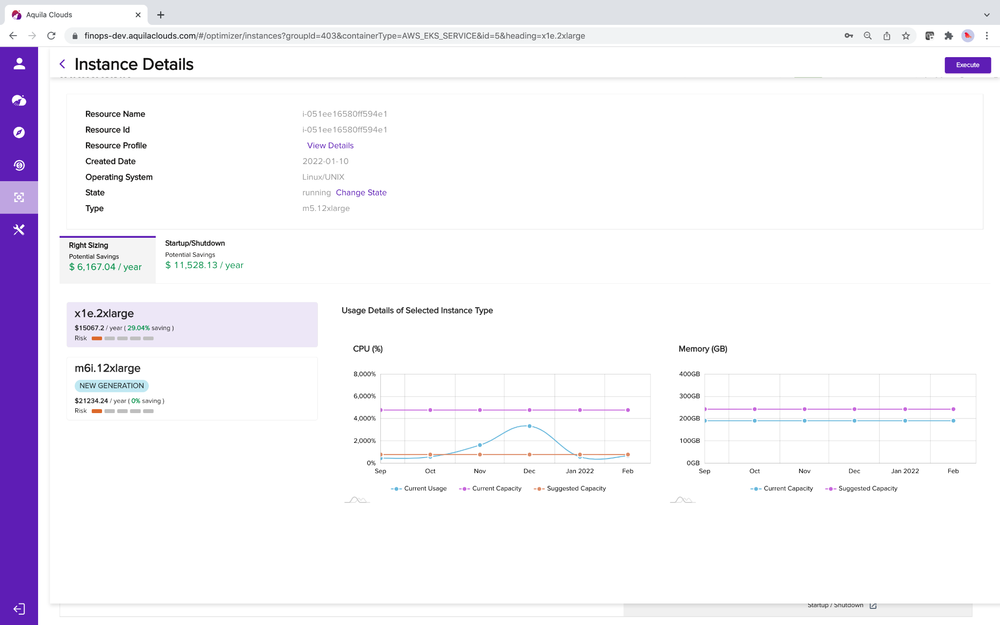 Aquila Clouds
finops-dev.aquilaclouds.com/#/optimizer/instances?groupId=403&containerType=AWS_EKS_SERVICE&id=5&heading=x1e.2xlarge
Instance Details
Execute
Resource Name i-051ee16580ff594e1
Resource Id i-051ee16580ff594e1
Resource Profile View Details
Created Date 2022-01-10
Operating System Linux/UNIX
State running Change State
Type m5.12xlarge
Right Sizing
Potential Savings
$ 6,167.04 / year
Startup/Shutdown
Potential Savings
$ 11,528.13 / year
x1e.2xlarge
$15067.2 / year ( 29.04% saving )
Risk
m6i.12xlarge
NEW GENERATION
$21234.24 / year ( 0% saving )
Risk
Usage Details of Selected Instance Type
CPU (%)
8,000%
6,000%
4,000%
2,000%
0%
Sep Oct Nov Dec Jan 2022 Feb
Current Usage Current Capacity Suggested Capacity
Memory (GB)
400GB
300GB
200GB
100GB
0GB
Sep Oct Nov Dec Jan 2022 Feb
Current Capacity Suggested Capacity
Startup / Shutdown